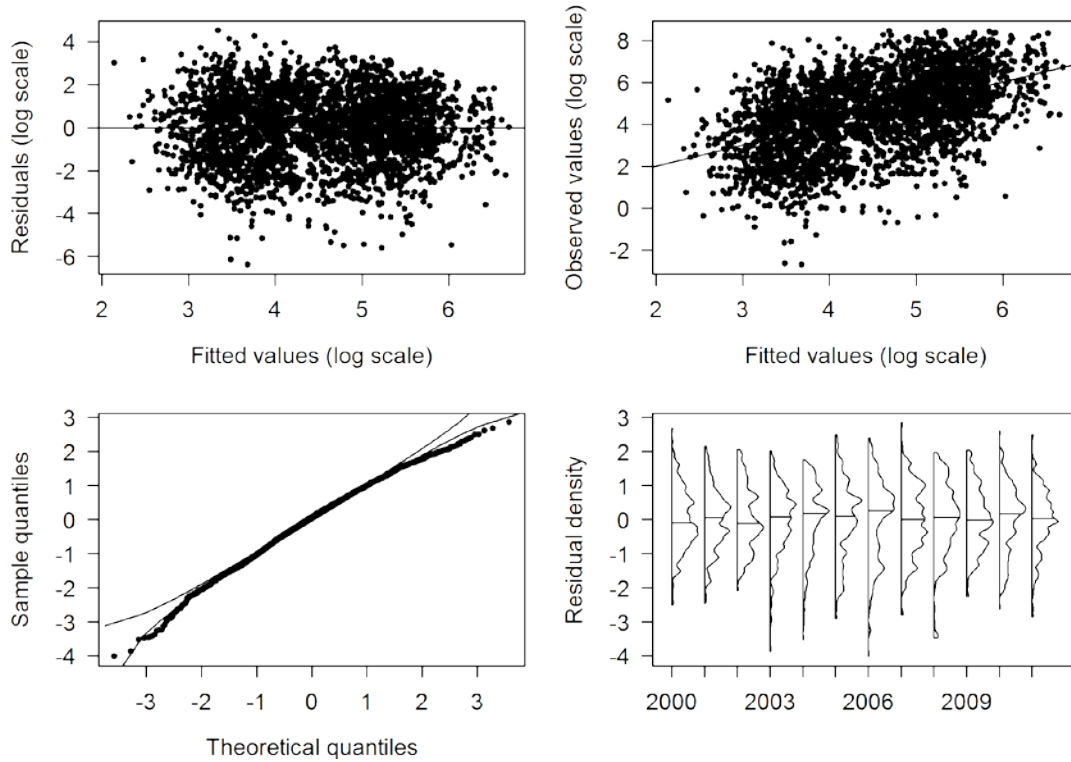 Residuals (log scale)
4
2
0
-2
-4
-6
2 3 4 5 6
Fitted values (log scale)
Observed values (log scale)
8
6
4
2
0
-2
2 3 4 5 6
Fitted values (log scale)
Sample quantiles
3
2
1
0
-1
-2
-3
-4
-3 -2 -1 0 1 2 3
Theoretical quantiles
Residual density
3
2
1
0
-1
-2
-3
-4
2000 2003 2006 2009